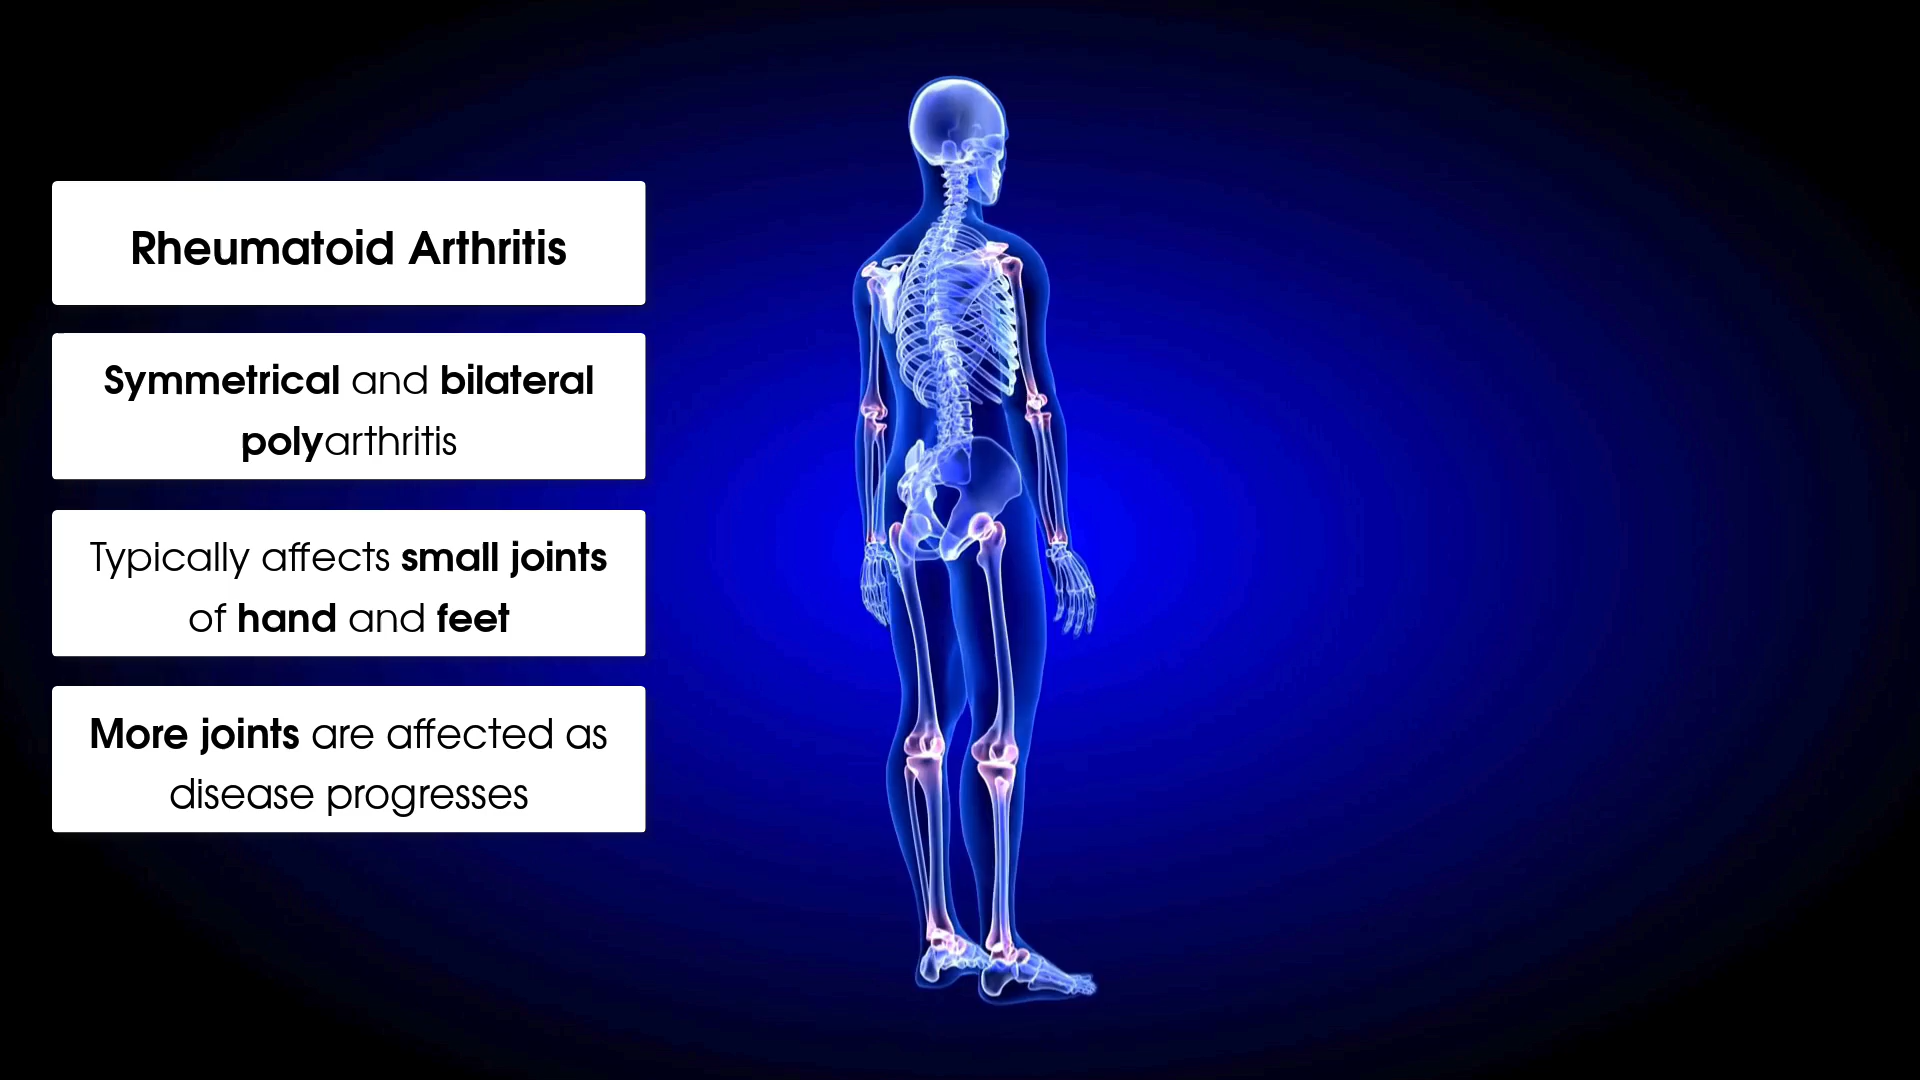 Rheumatoid Arthritis
Symmetrical and bilateral
polyarthritis
Typically affects small joints
of hand and feet
More joints are affected as
disease progresses